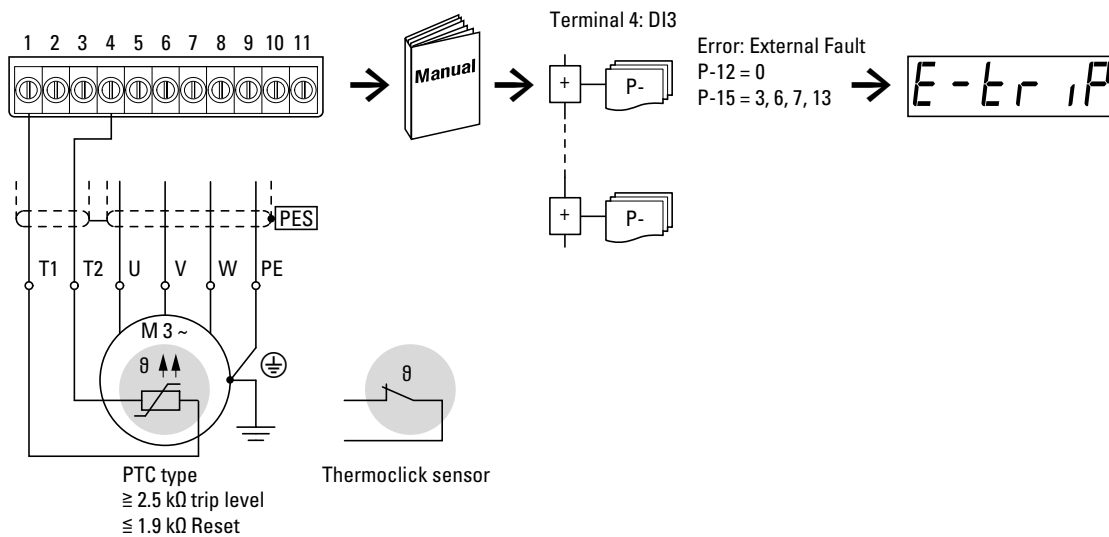 Terminal 4: DI3
1 2 3 4 5 6 7 8 9 10 11
Manual
+
P-
Error: External Fault
P-12 = 0
P-15 = 3, 6, 7, 13
E-triP
+
P-
PES
T1 T2 U V W PE
M 3 ~
ϑ
ϑ
PTC type
≧ 2.5 kΩ trip level
≦ 1.9 kΩ Reset
Thermoclick sensor